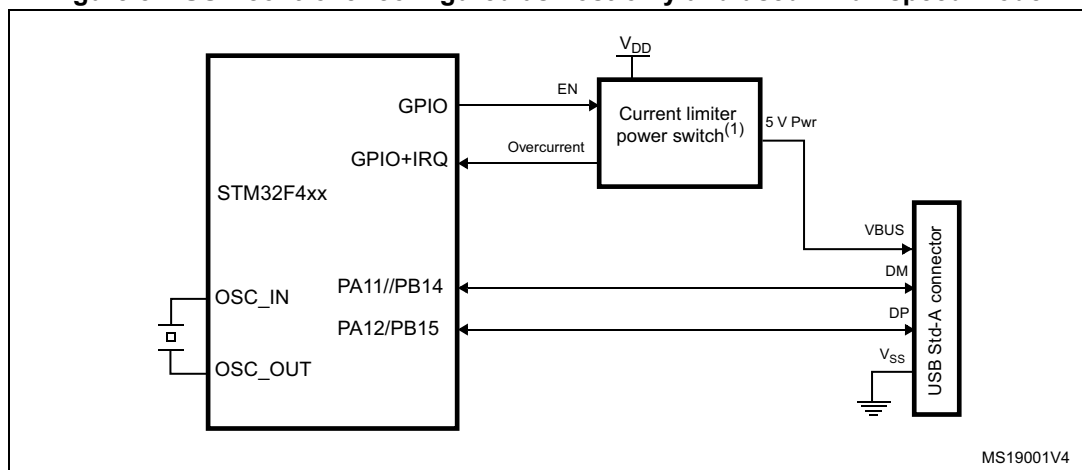 V_DD
EN
GPIO
Current limiter
power switch(1)
5 V Pwr
Overcurrent
GPIO+IRQ
STM32F4xx
VBUS
DM
OSC_IN
PA11//PB14
DP
PA12/PB15
V_SS
OSC_OUT
USB Std-A connector
MS19001V4